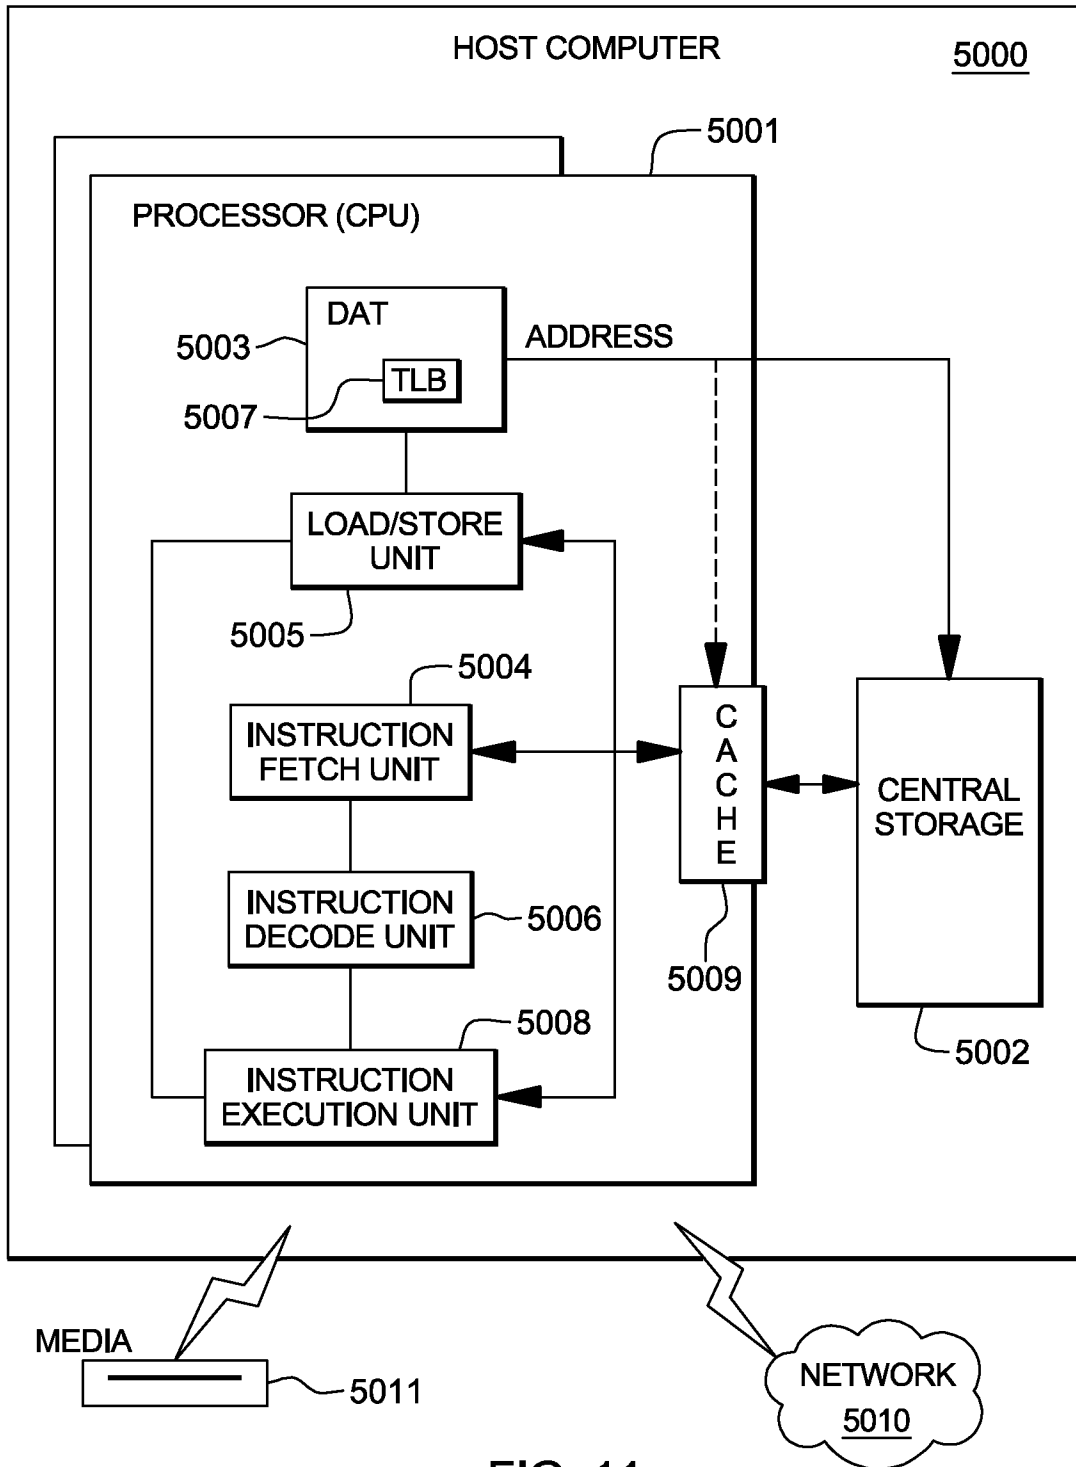 HOST COMPUTER
5000
5001
PROCESSOR (CPU)
DAT
ADDRESS
5003
TLB
5007
LOAD/STORE
UNIT
5005
5004
INSTRUCTION
FETCH UNIT
C
A
C
H
E
CENTRAL
STORAGE
INSTRUCTION
DECODE UNIT
5006
5009
5008
5002
INSTRUCTION
EXECUTION UNIT
MEDIA
5011
NETWORK
5010